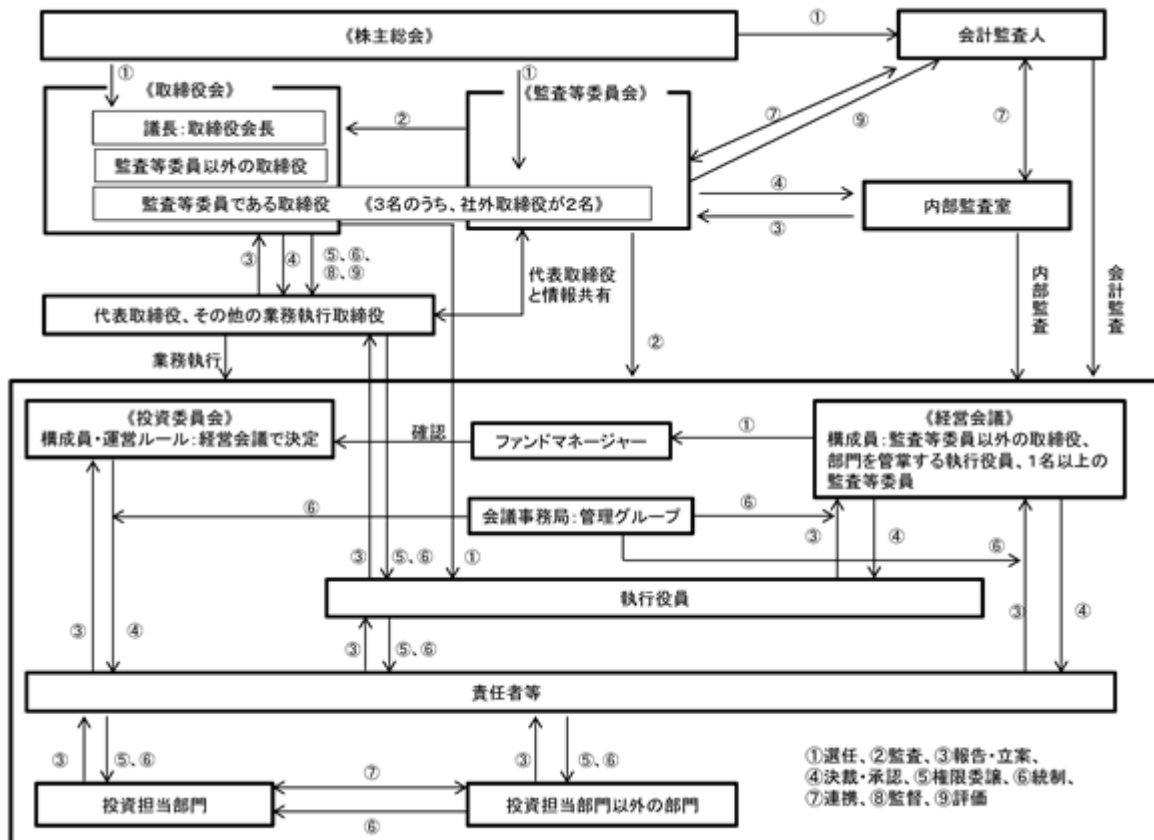 《株主総会》
①
会計監査人
①
《取締役会》
①
《監査等委員会》
議長：取締役会長
②
⑦
⑨
⑦
監査等委員以外の取締役
監査等委員である取締役　《３名のうち、社外取締役が２名》
④
③
内部監査室
③
④
⑤、⑥、
⑧、⑨
代表取締役
と情報共有
内部監査
会計監査
代表取締役、その他の業務執行取締役
②
業務執行
《投資委員会》
構成員・運営ルール：経営会議で決定
確認
ファンドマネージャー
①
《経営会議》
構成員：監査等委員以外の取締役、
部門を管掌する執行役員、１名以上の
監査等委員
⑥
会議事務局：管理グループ
⑥
③
④
⑥
③
⑤、⑥
①
執行役員
③
④
③
⑤、⑥
③
④
責任者等
③
⑤、⑥
③
⑤、⑥
⑦
投資担当部門
⑥
投資担当部門以外の部門
①選任、②監査、③報告・立案、
④決裁・承認、⑤権限委譲、⑥統制、
⑦連携、⑧監督、⑨評価